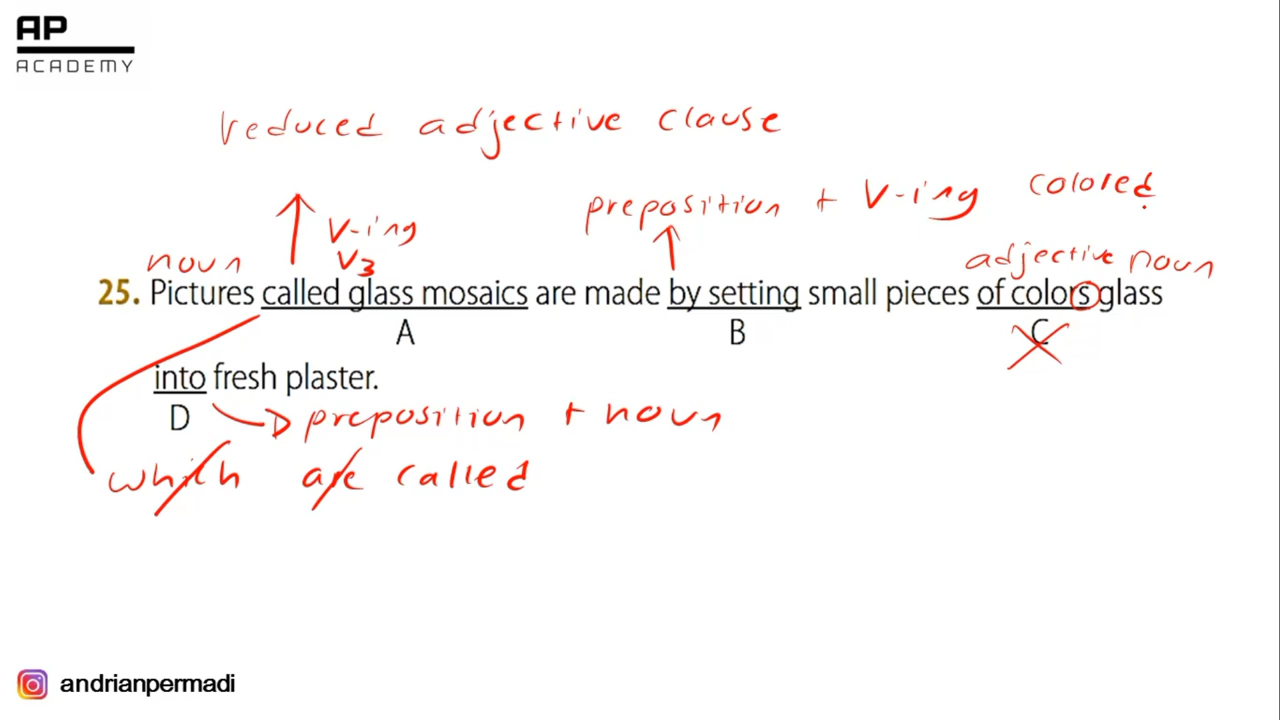 AP
ACADEMY
reduced adjective clause
preposition + V-ing colored
V-ing
V3
noun
adjective noun
25. Pictures called glass mosaics are made by setting small pieces of colors glass
A B C
into fresh plaster.
D preposition + noun
which are called
andrianpermadi